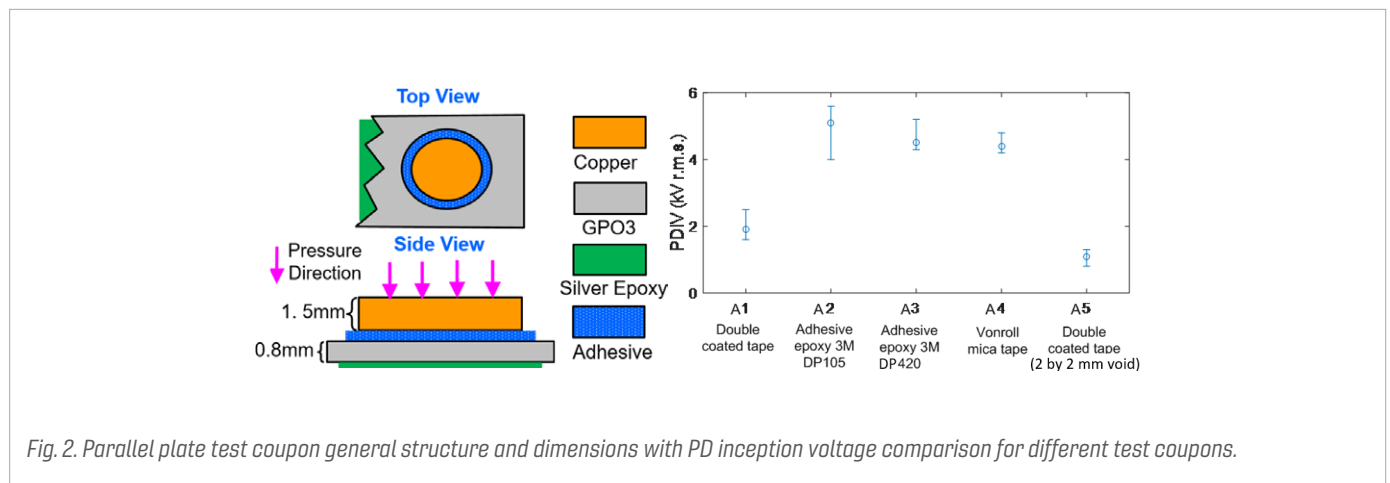 Top View
Side View
Pressure
Direction
1. 5mm
0.8mm
Copper
GPO3
Silver Epoxy
Adhesive
PDIV (kV r.m.s.)
6
4
2
0
A1
Double
coated tape
A2
Adhesive
epoxy 3M
DP105
A3
Adhesive
epoxy 3M
DP420
A4
Vonroll
mica tape
A5
Double
coated tape
(2 by 2 mm void)
Fig. 2. Parallel plate test coupon general structure and dimensions with PD inception voltage comparison for different test coupons.